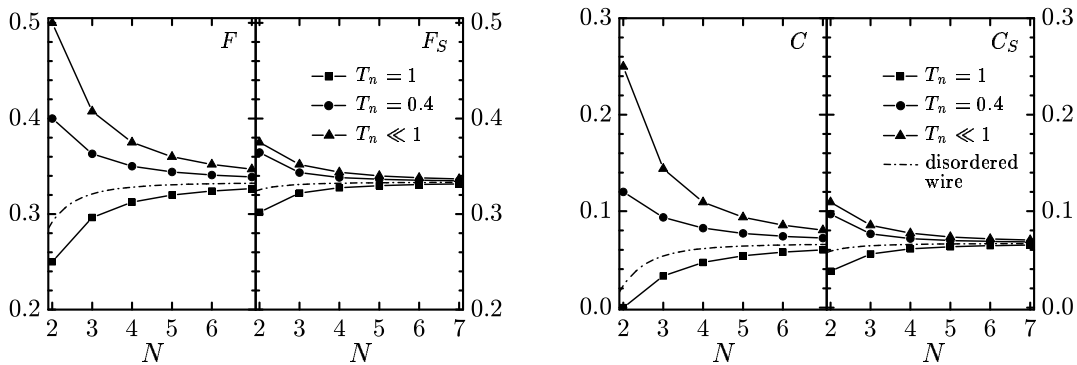 0.5
0.4
0.3
0.2
F
2 3 4 5 6
N
F_S
T_n = 1
T_n = 0.4
T_n ≪ 1
0.5
0.4
0.3
0.2
2 3 4 5 6 7
N
0.3
0.2
0.1
0.0
C
2 3 4 5 6
N
C_S
T_n = 1
T_n = 0.4
T_n ≪ 1
disordered
wire
0.3
0.2
0.1
0.0
2 3 4 5 6 7
N